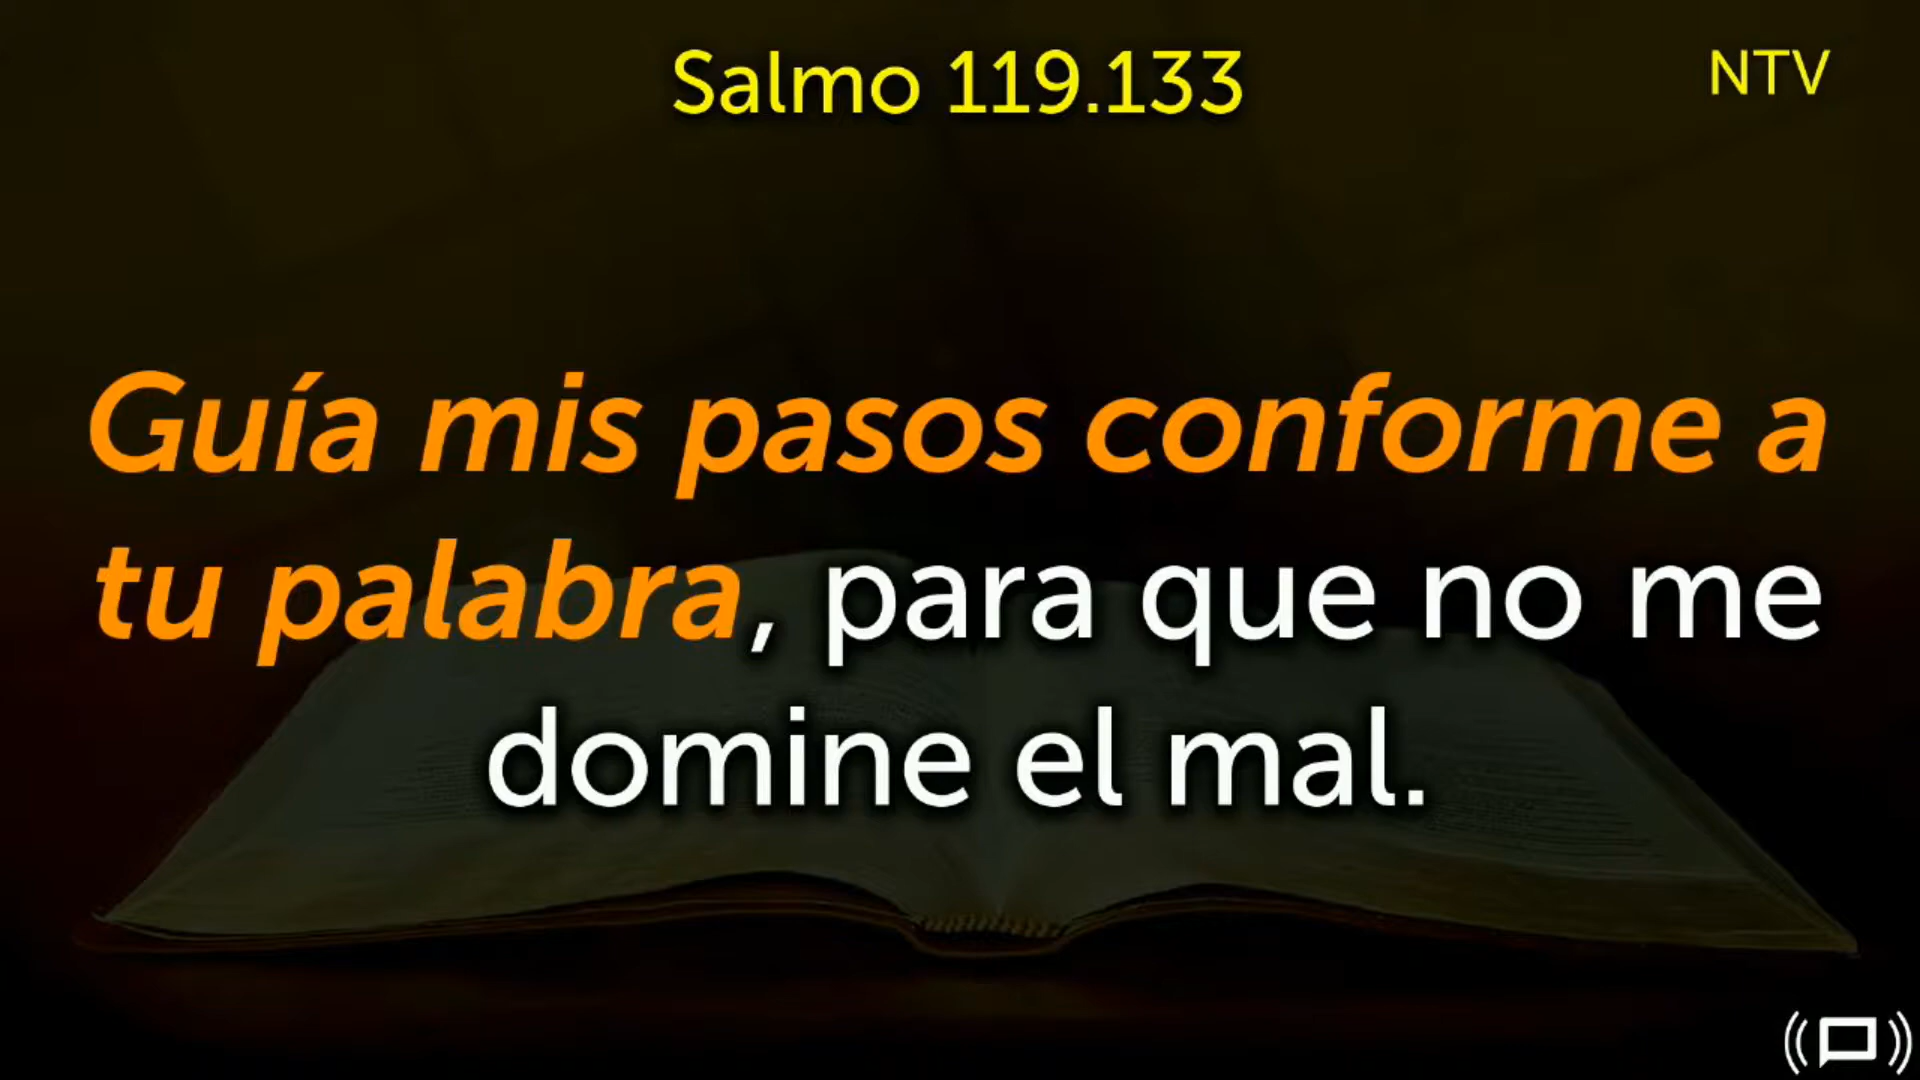 Salmo 119.133
NTV
Guía mis pasos conforme a
tu palabra, para que no me
domine el mal.